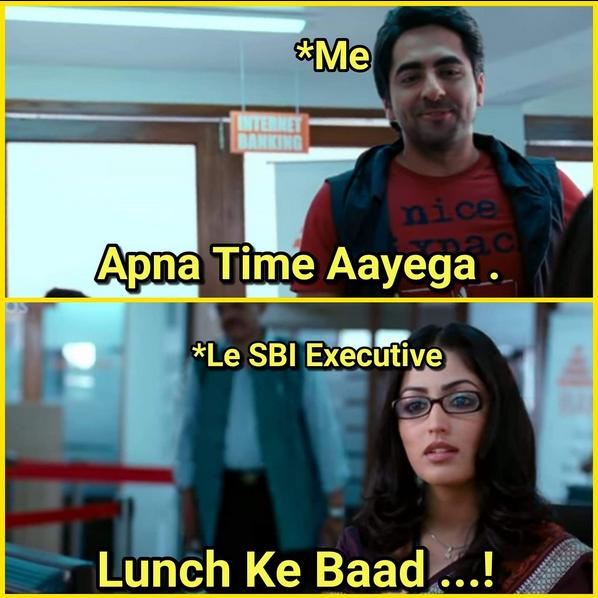 *Me
INTERNET
BANKING
nice
Apna Time Aayega .
*Le SBI Executive
Lunch Ke Baad ...!